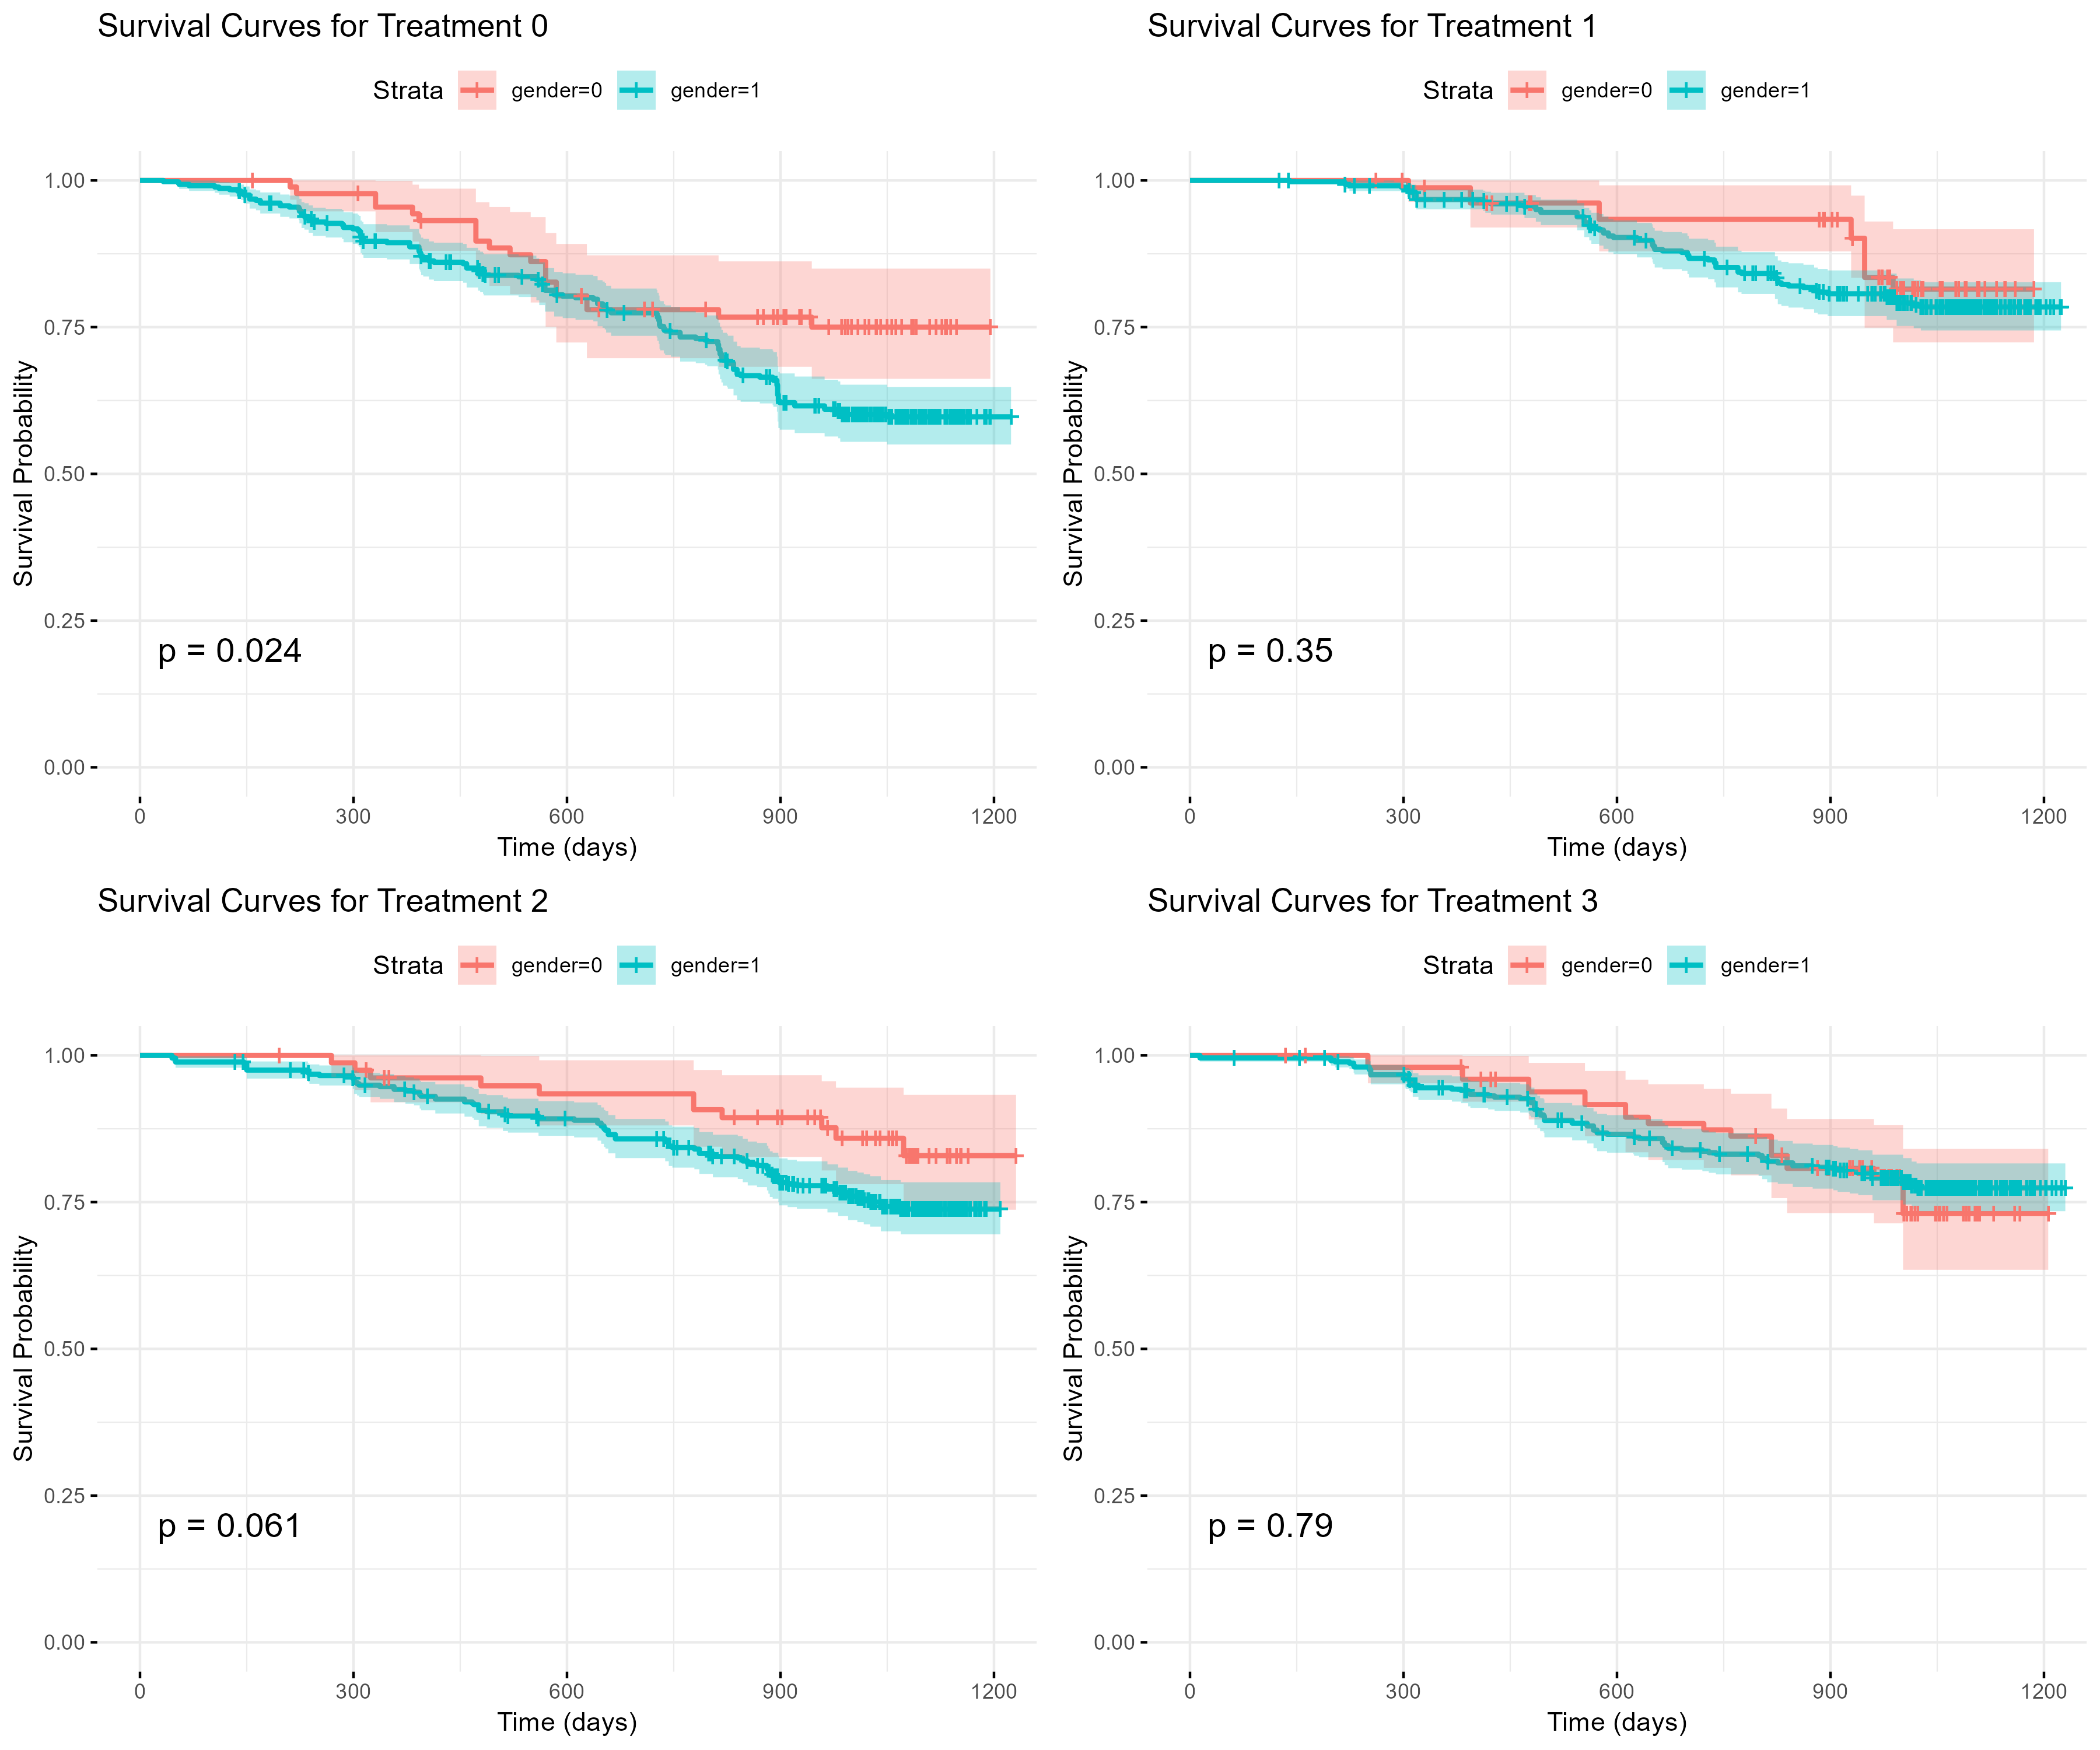 Survival Curves for Treatment 0
Strata gender=0 gender=1
Survival Probability
1.00
0.75
0.50
0.25
0.00
p = 0.024
0 300 600 900 1200
Time (days)
Survival Curves for Treatment 1
Strata gender=0 gender=1
Survival Probability
1.00
0.75
0.50
0.25
0.00
p = 0.35
0 300 600 900 1200
Time (days)
Survival Curves for Treatment 2
Strata gender=0 gender=1
Survival Probability
1.00
0.75
0.50
0.25
0.00
p = 0.061
0 300 600 900 1200
Time (days)
Survival Curves for Treatment 3
Strata gender=0 gender=1
Survival Probability
1.00
0.75
0.50
0.25
0.00
p = 0.79
0 300 600 900 1200
Time (days)